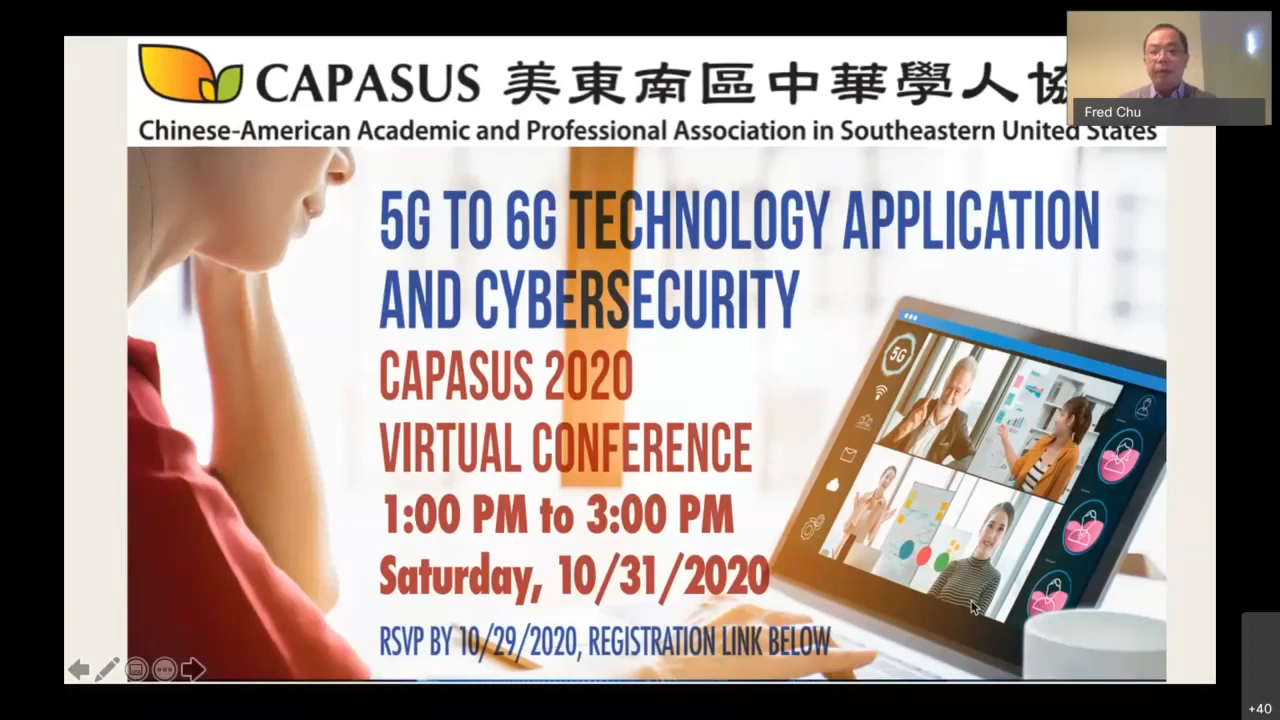 CAPASUS 美東南區中華學人協
Fred Chu
Chinese-American Academic and Professional Association in Southeastern United States
5G TO 6G TECHNOLOGY APPLICATION
AND CYBERSECURITY
CAPASUS 2020
VIRTUAL CONFERENCE
1:00 PM to 3:00 PM
Saturday, 10/31/2020
RSVP BY 10/29/2020, REGISTRATION LINK BELOW
5G
+40